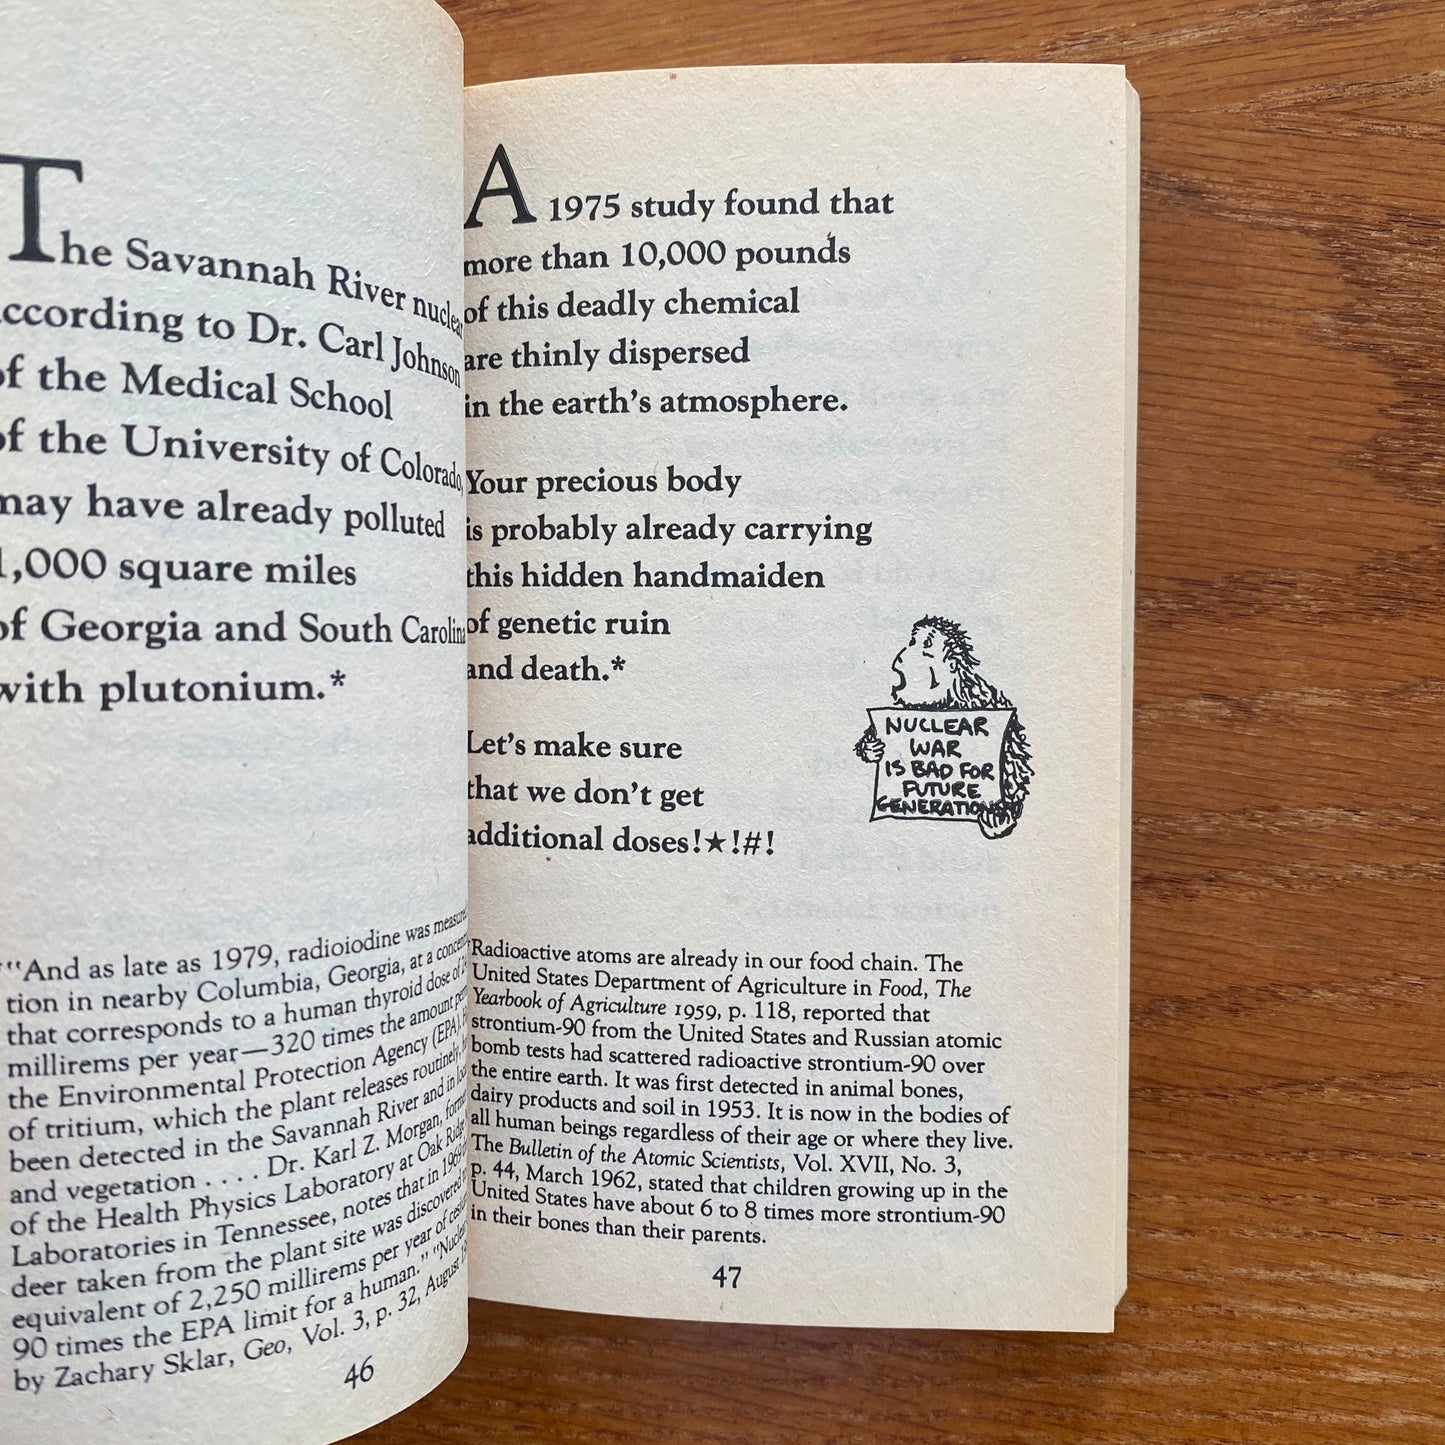 The Savannah River nuclear
according to Dr. Carl Johnson
of the Medical School
of the University of Colorado,
may have already polluted
1,000 square miles
of Georgia and South Carolina
with plutonium.*
*"And as late as 1979, radioiodine was
tion in nearby Columbia, Georgia, at a
that corresponds to a human thyroid dose of
millirems per year—320 times the amount
the Environmental Protection Agency (EPA).
of tritium, which the plant releases routinely,
been detected in the Savannah River and in
and vegetation . . . . Dr. Karl Z. Morgan,
of the Health Physics Laboratory at Oak Ridge
Laboratories in Tennessee, notes that in 1969
deer taken from the plant site was discovered
equivalent of 2,250 millirems per year of
90 times the EPA limit for a human." "Nuclear
by Zachary Sklar, Geo, Vol. 3, p. 32, August
46
A 1975 study found that
more than 10,000 pounds
of this deadly chemical
are thinly dispersed
in the earth's atmosphere.
Your precious body
is probably already carrying
this hidden handmaiden
of genetic ruin
and death.*
Let's make sure
that we don't get
additional doses!★!#!
NUCLEAR
WAR
IS BAD FOR
FUTURE
GENERATIONS
*Radioactive atoms are already in our food chain. The
United States Department of Agriculture in Food, The
Yearbook of Agriculture 1959, p. 118, reported that
strontium-90 from the United States and Russian atomic
bomb tests had scattered radioactive strontium-90 over
the entire earth. It was first detected in animal bones,
dairy products and soil in 1953. It is now in the bodies of
all human beings regardless of their age or where they live.
The Bulletin of the Atomic Scientists, Vol. XVII, No. 3,
p. 44, March 1962, stated that children growing up in the
United States have about 6 to 8 times more strontium-90
in their bones than their parents.
47